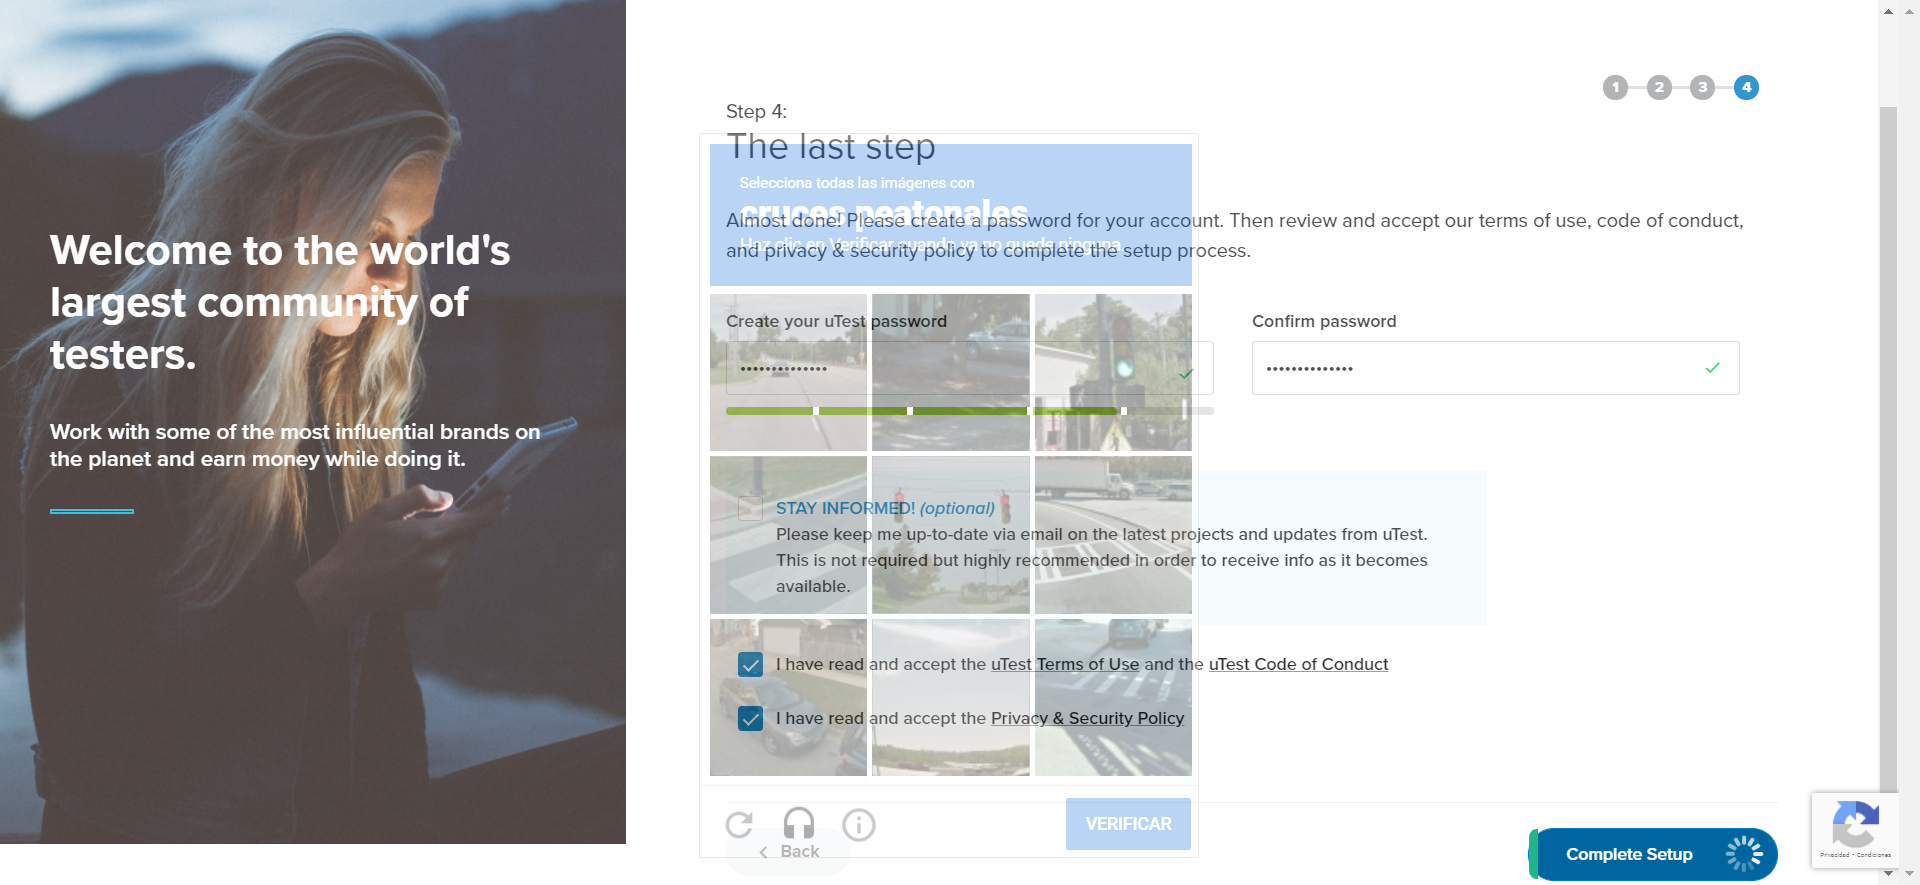 Welcome to the world's
largest community of
testers.
Work with some of the most influential brands on
the planet and earn money while doing it.
1 2 3 4
Step 4:
The last step
Selecciona todas las imágenes con
cruces peatonales
Haz clic en Verificar cuando ya no quede ninguna.
Almost done! Please create a password for your account. Then review and accept our terms of use, code of conduct,
and privacy & security policy to complete the setup process.
Create your uTest password
Confirm password
STAY INFORMED! (optional)
Please keep me up-to-date via email on the latest projects and updates from uTest.
This is not required but highly recommended in order to receive info as it becomes
available.
I have read and accept the uTest Terms of Use and the uTest Code of Conduct
I have read and accept the Privacy & Security Policy
VERIFICAR
Back
Complete Setup
Privacidad - Condiciones